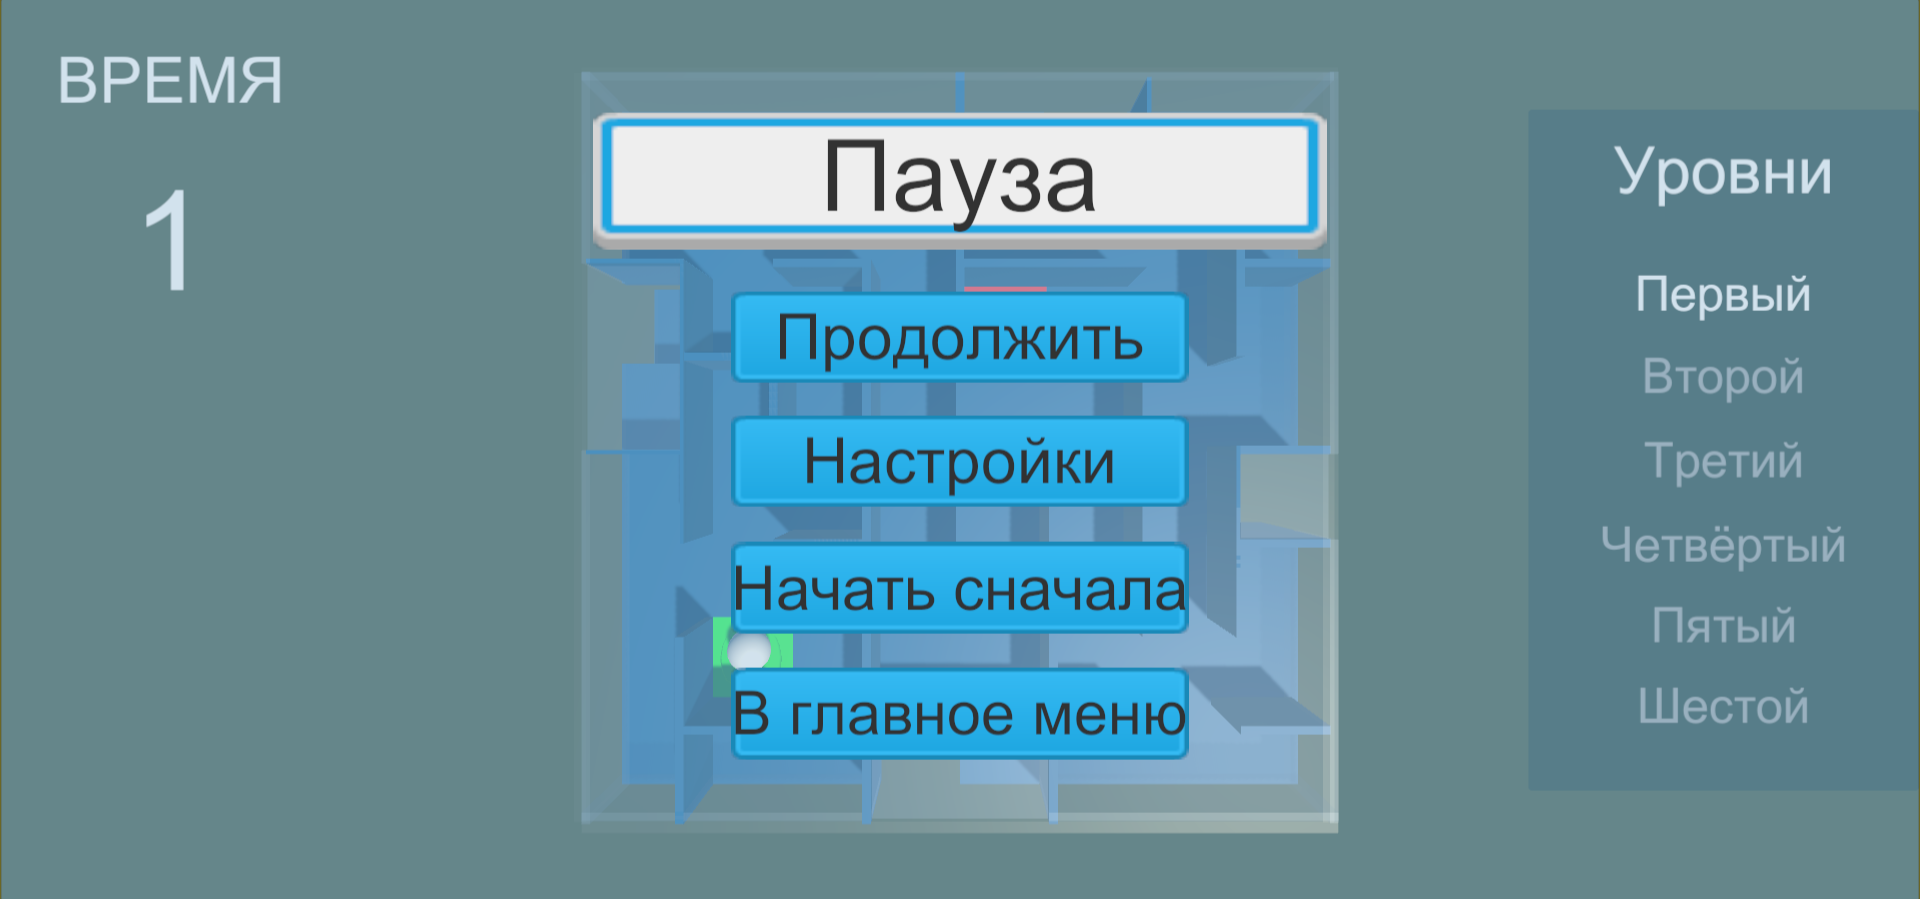 ВРЕМЯ
1
Пауза
Продолжить
Настройки
Начать сначала
В главное меню
Уровни
Первый
Второй
Третий
Четвёртый
Пятый
Шестой